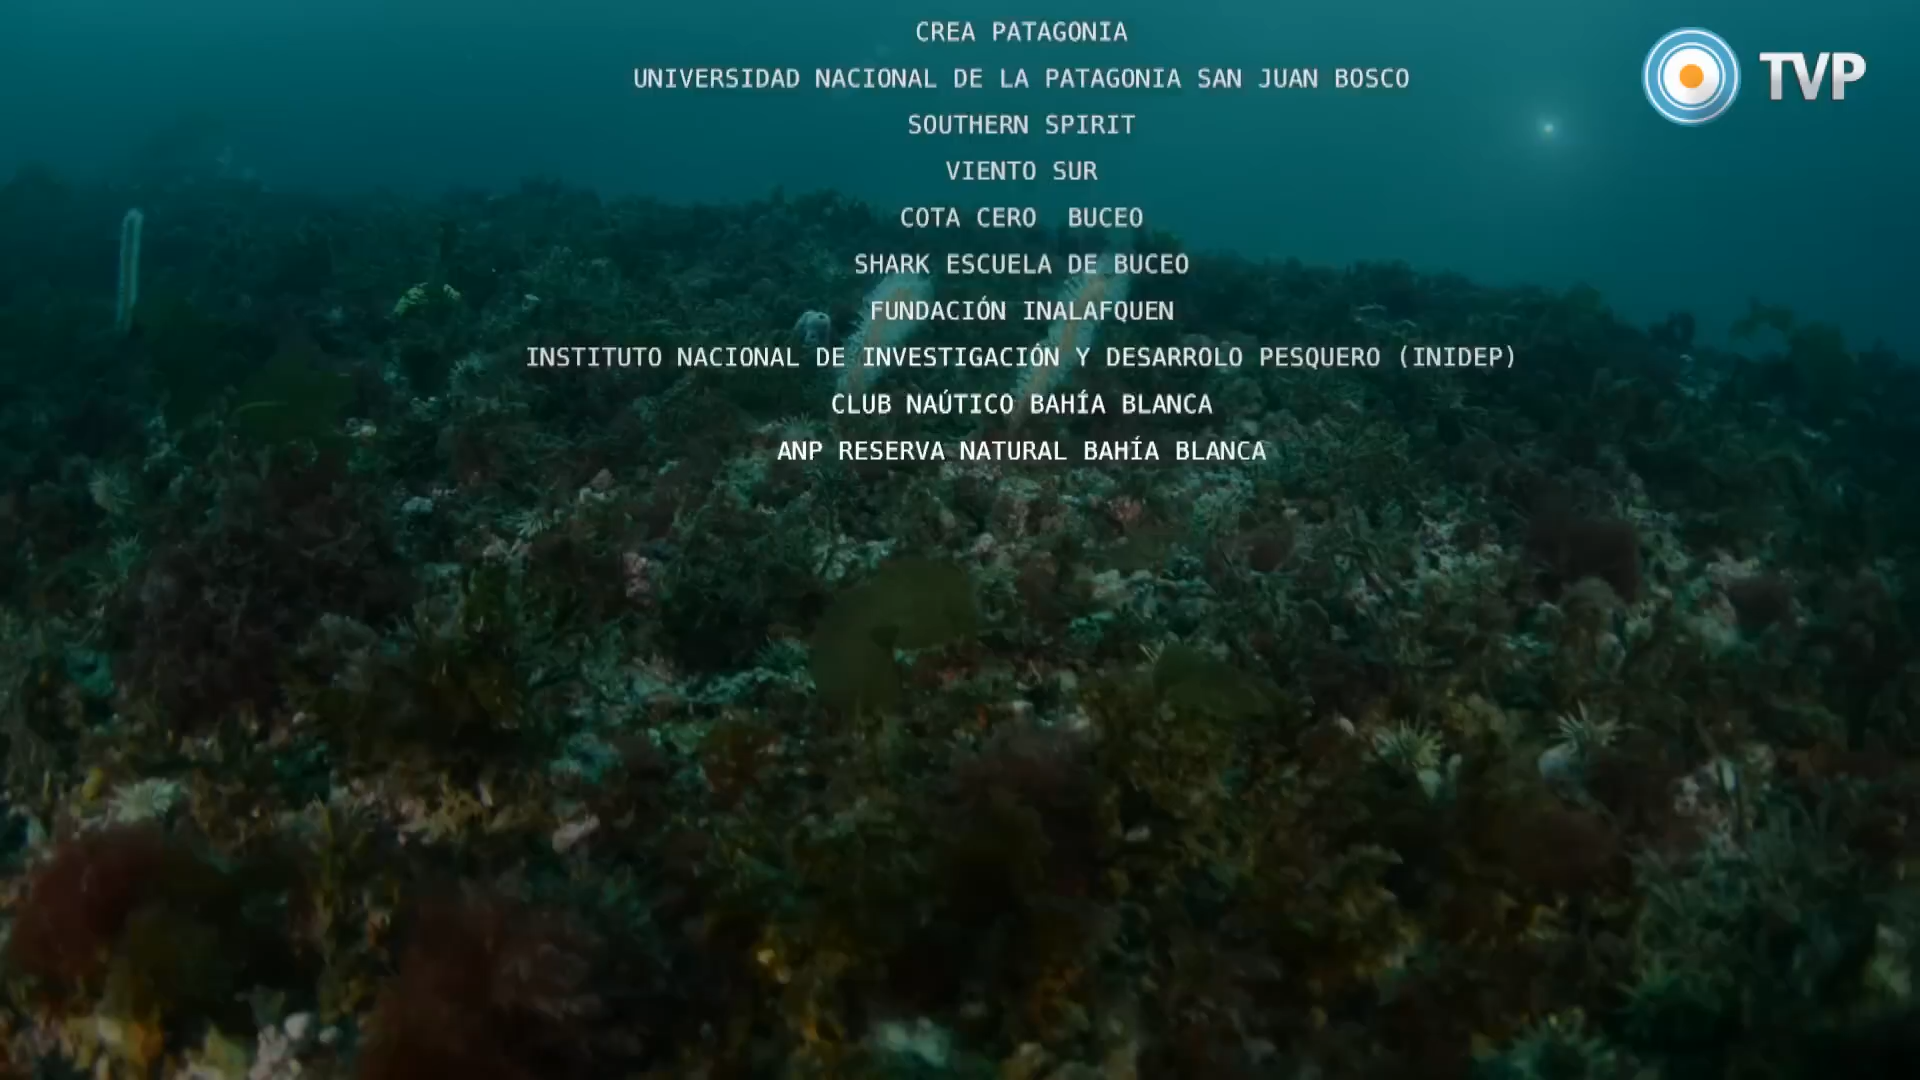 CREA PATAGONIA
UNIVERSIDAD NACIONAL DE LA PATAGONIA SAN JUAN BOSCO
SOUTHERN SPIRIT
VIENTO SUR
COTA CERO  BUCEO
SHARK ESCUELA DE BUCEO
FUNDACIÓN INALAFQUEN
INSTITUTO NACIONAL DE INVESTIGACIÓN Y DESARROLO PESQUERO (INIDEP)
CLUB NAÚTICO BAHÍA BLANCA
ANP RESERVA NATURAL BAHÍA BLANCA
TVP